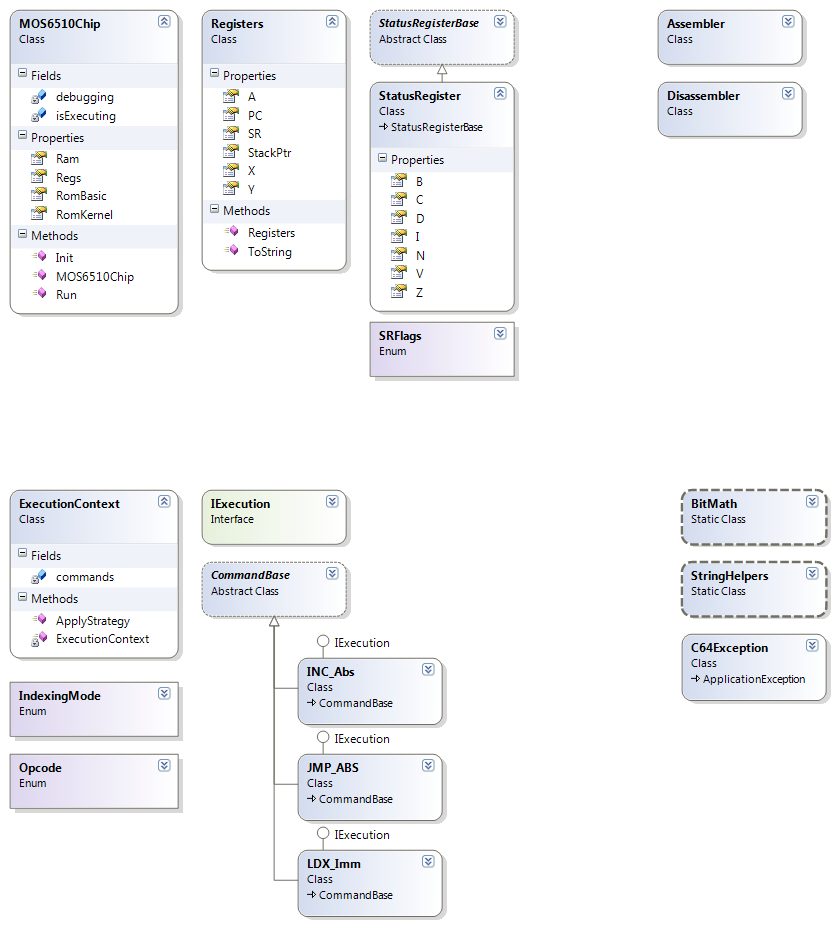 MOS6510Chip
Class
Fields
debugging
isExecuting
Properties
Ram
Regs
RomBasic
RomKernel
Methods
Init
MOS6510Chip
Run
Registers
Class
Properties
A
PC
SR
StackPtr
X
Y
Methods
Registers
ToString
StatusRegisterBase
Abstract Class
StatusRegister
Class
StatusRegisterBase
Properties
B
C
D
I
N
V
Z
SRFlags
Enum
Assembler
Class
Disassembler
Class
ExecutionContext
Class
Fields
commands
Methods
ApplyStrategy
ExecutionContext
IndexingMode
Enum
Opcode
Enum
IExecution
Interface
CommandBase
Abstract Class
IExecution
INC_Abs
Class
CommandBase
IExecution
JMP_ABS
Class
CommandBase
IExecution
LDX_Imm
Class
CommandBase
BitMath
Static Class
StringHelpers
Static Class
C64Exception
Class
ApplicationException